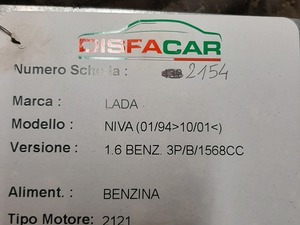 DISFACAR
Numero Scheda: 2154
Marca : LADA
Modello : NIVA (01/94>10/01<)
Versione : 1.6 BENZ. 3P/B/1568CC
Aliment. : BENZINA
Tipo Motore: 2121